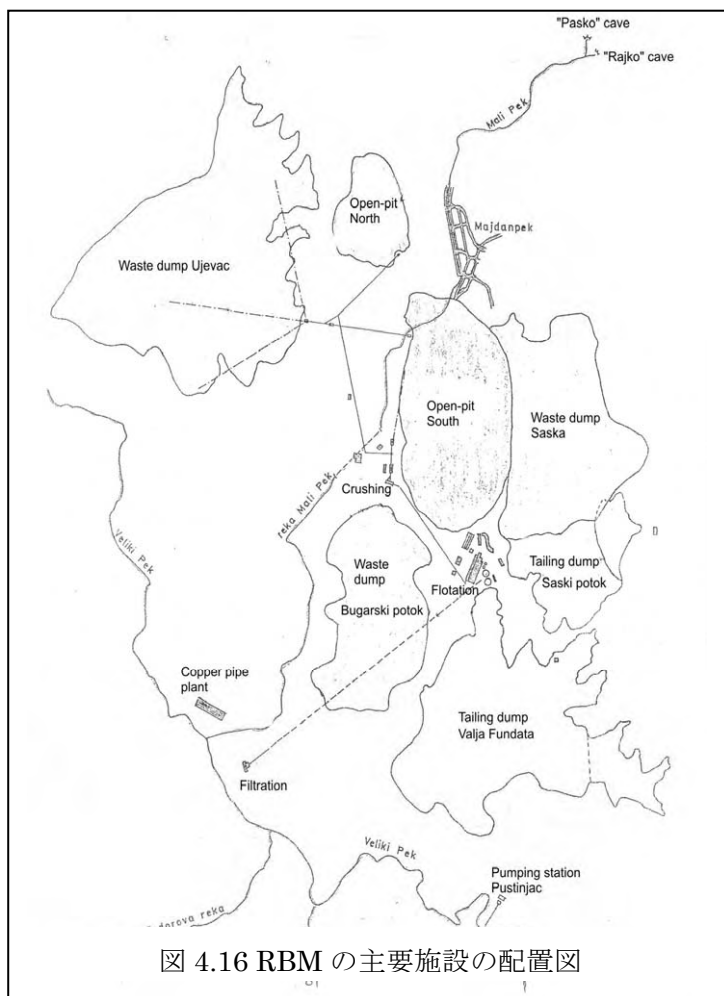 "Pasko" cave
"Rajko" cave
Mali Pek
Open-pit
North
Majdanpek
Waste dump Ujevac
Open-pit
South
Waste dump
Saska
Crushing
reka Mali Pek
Veliki Pek
Waste
dump
Bugarski potok
Flotation
Tailing dump
Saski potok
Copper pipe
plant
Tailing dump
Valja Fundata
Filtration
Veliki Pek
Pumping station
Pustinjac
dorova reka
図 4.16 RBM の主要施設の配置図